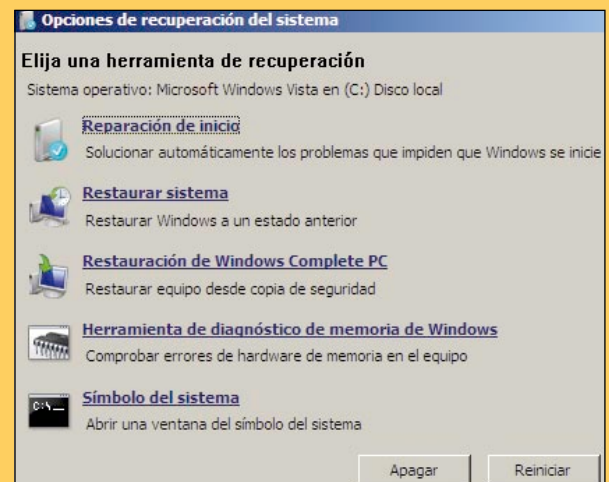 Opciones de recuperación del sistema
Elija una herramienta de recuperación
Sistema operativo: Microsoft Windows Vista en (C:) Disco local
Reparación de inicio
Solucionar automáticamente los problemas que impiden que Windows se inicie
Restaurar sistema
Restaurar Windows a un estado anterior
Restauración de Windows Complete PC
Restaurar equipo desde copia de seguridad
Herramienta de diagnóstico de memoria de Windows
Comprobar errores de hardware de memoria en el equipo
C:\_
Símbolo del sistema
Abrir una ventana del símbolo del sistema
Apagar
Reiniciar